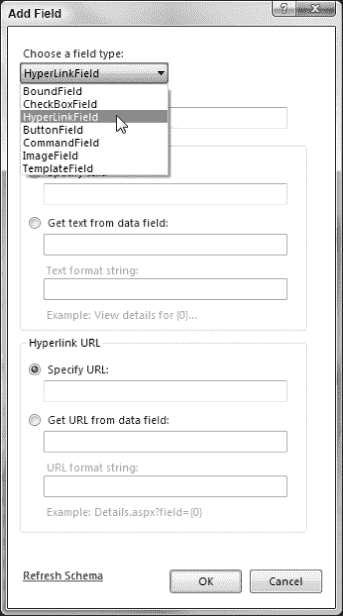 Add Field
Choose a field type:
HyperLinkField
BoundField
CheckBoxField
HyperLinkField
ButtonField
CommandField
ImageField
TemplateField
Get text from data field:
Text format string:
Example: View details for {0}...
Hyperlink URL
Specify URL:
Get URL from data field:
URL format string:
Example: Details.aspx?field={0}
Refresh Schema
OK
Cancel